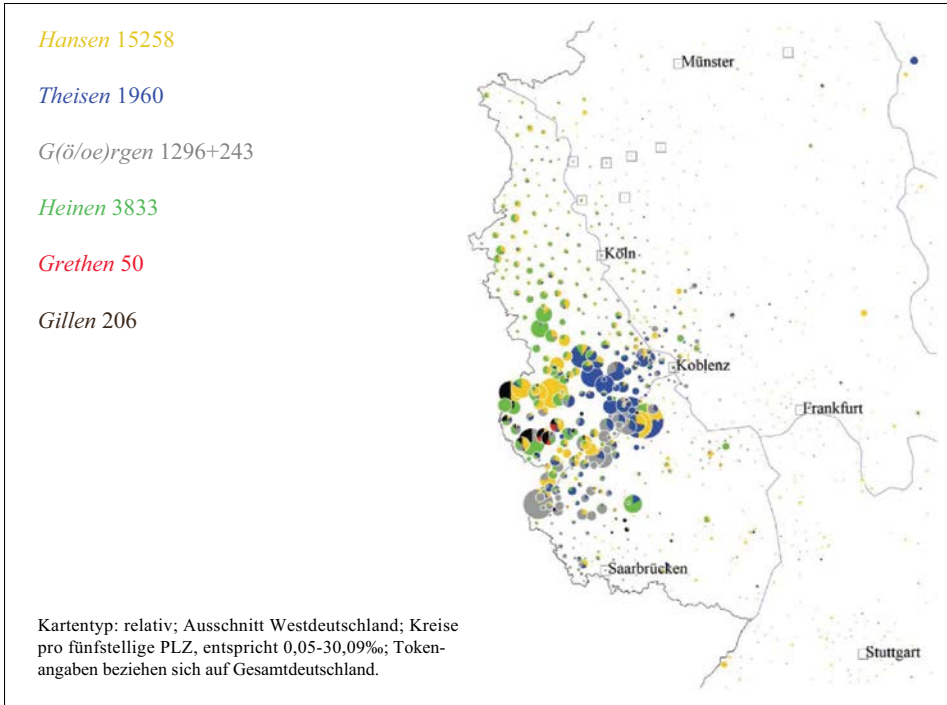 Hansen 15258
Theisen 1960
G(ö/oe)rgen 1296+243
Heinen 3833
Grethen 50
Gillen 206
Münster
Köln
Koblenz
Frankfurt
Saarbrücken
Stuttgart
Kartentyp: relativ; Ausschnitt Westdeutschland; Kreise
pro fünfstellige PLZ, entspricht 0,05-30,09‰; Token-
angaben beziehen sich auf Gesamtdeutschland.